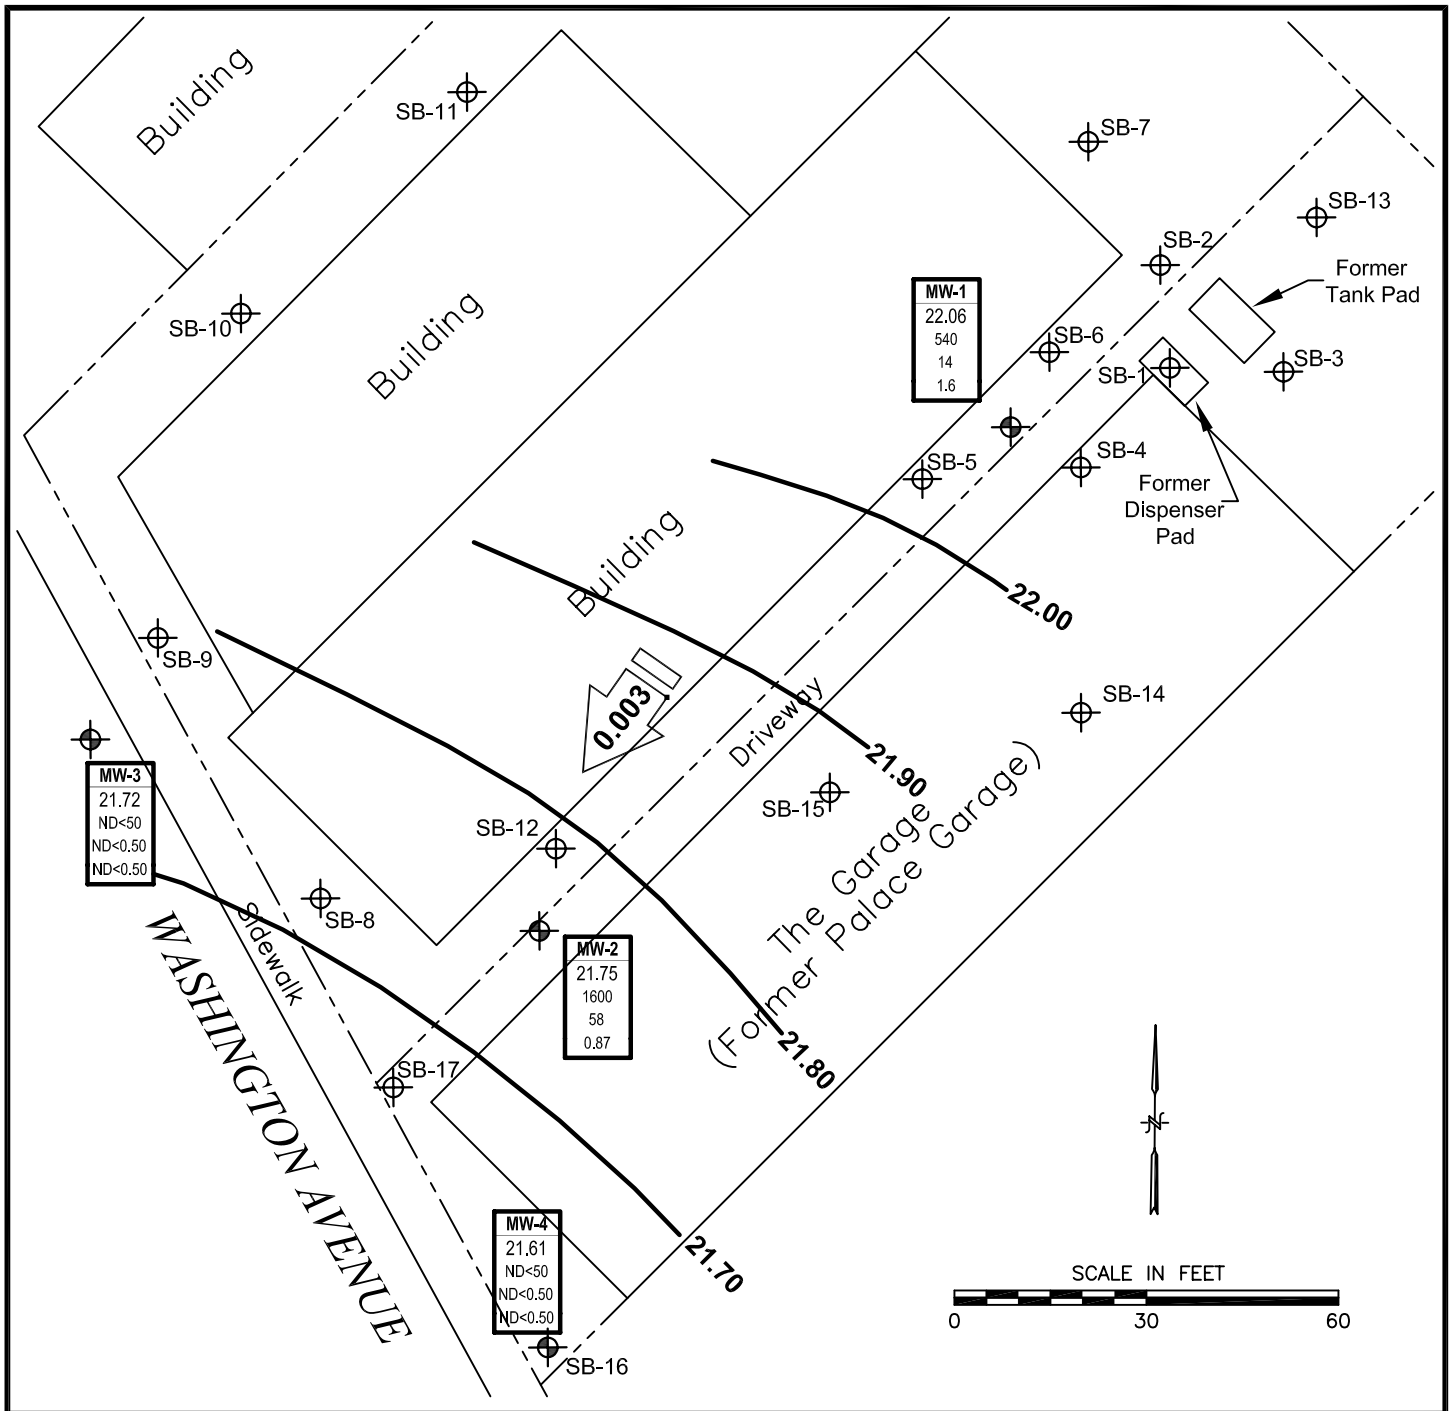 Building
SB-11
SB-7
SB-13
SB-2
Former
Tank Pad
MW-1
22.06
540
14
1.6
SB-10
Building
SB-6
SB-1
SB-3
SB-5
SB-4
Former
Dispenser
Pad
Building
22.00
SB-9
0.003
Driveway
SB-14
21.90
MW-3
21.72
ND<50
ND<0.50
ND<0.50
SB-15
SB-12
The Garage
(Former Palace Garage)
SB-8
Sidewalk
MW-2
21.75
1600
58
0.87
WASHINGTON AVENUE
21.80
SB-17
N
MW-4
21.61
ND<50
ND<0.50
ND<0.50
21.70
SCALE IN FEET
0 30 60
SB-16